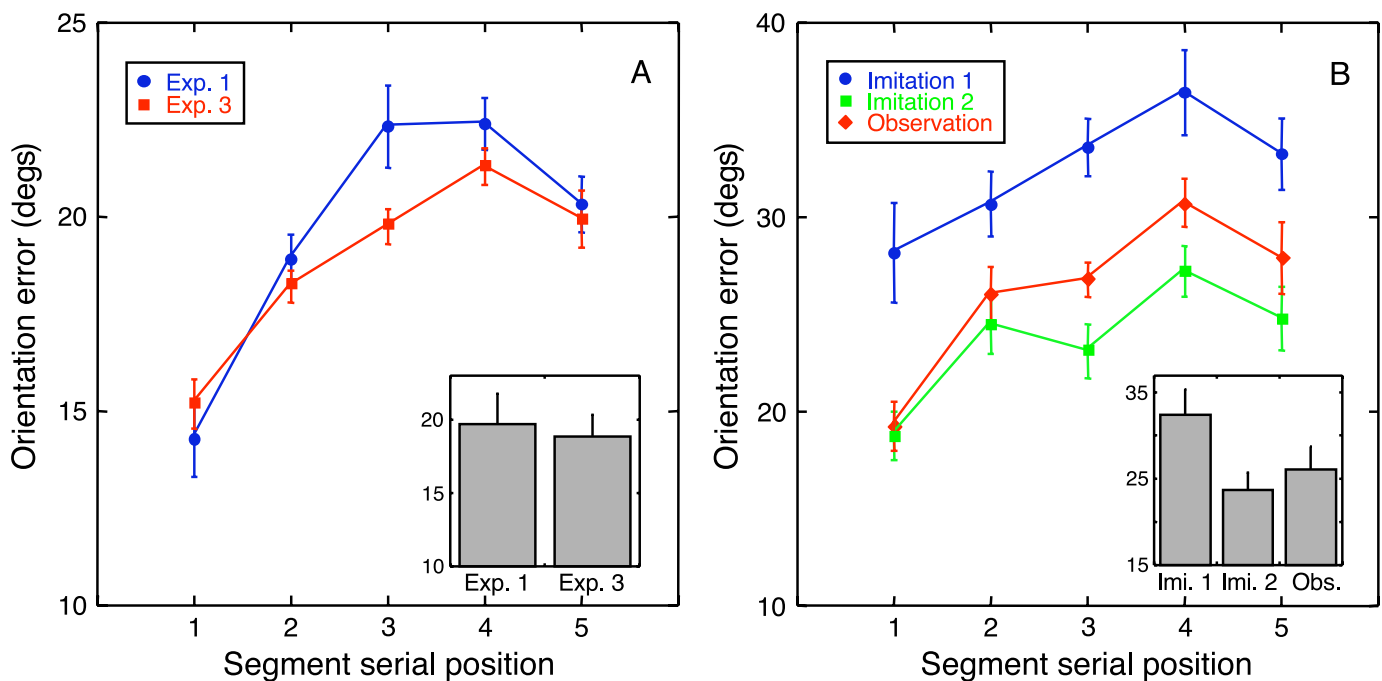 A
Exp. 1
Exp. 3
Orientation error (degs)
25
20
15
10
1 2 3 4 5
Segment serial position
20
15
10
Exp. 1 Exp. 3
B
Imitation 1
Imitation 2
Observation
Orientation error (degs)
40
30
20
10
1 2 3 4 5
Segment serial position
35
25
15
Imi. 1 Imi. 2 Obs.